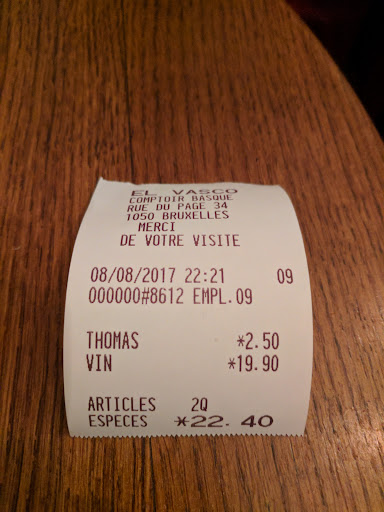 EL VASCO
COMPTOIR BASQUE
RUE DU PAGE 34
1050 BRUXELLES
MERCI
DE VOTRE VISITE
08/08/2017 22:21 09
000000#8612 EMPL.09
THOMAS *2.50
VIN *19.90
ARTICLES 2Q
ESPECES *22.40